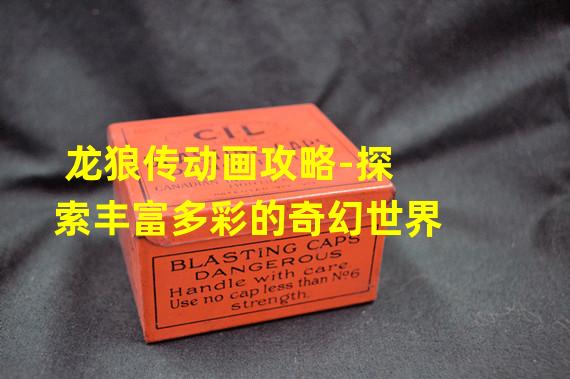 CIL
龙狼传动画攻略-探
索丰富多彩的奇幻世界
CANADIAN
BLASTING CAPS
DANGEROUS
Handle with care
Use no cap less than No6
strength.